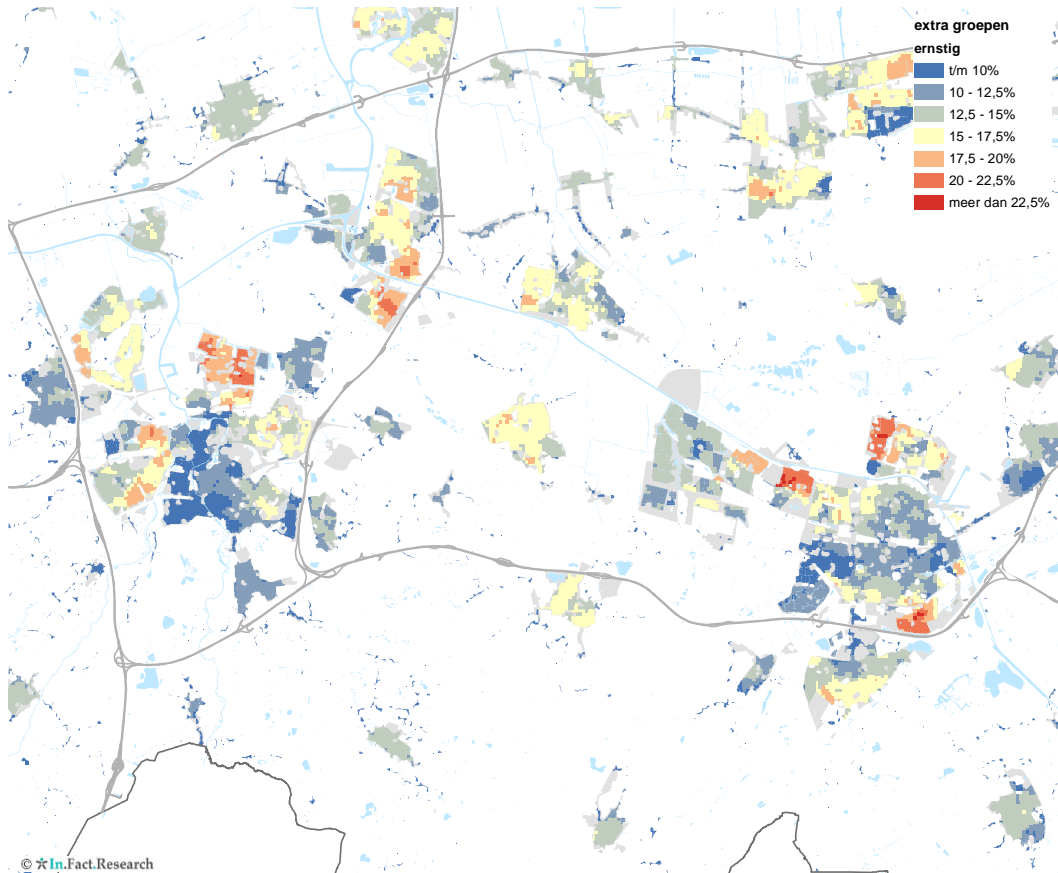 extra groepen
ernstig
t/m 10%
10 - 12,5%
12,5 - 15%
15 - 17,5%
17,5 - 20%
20 - 22,5%
meer dan 22,5%
© In.Fact.Research